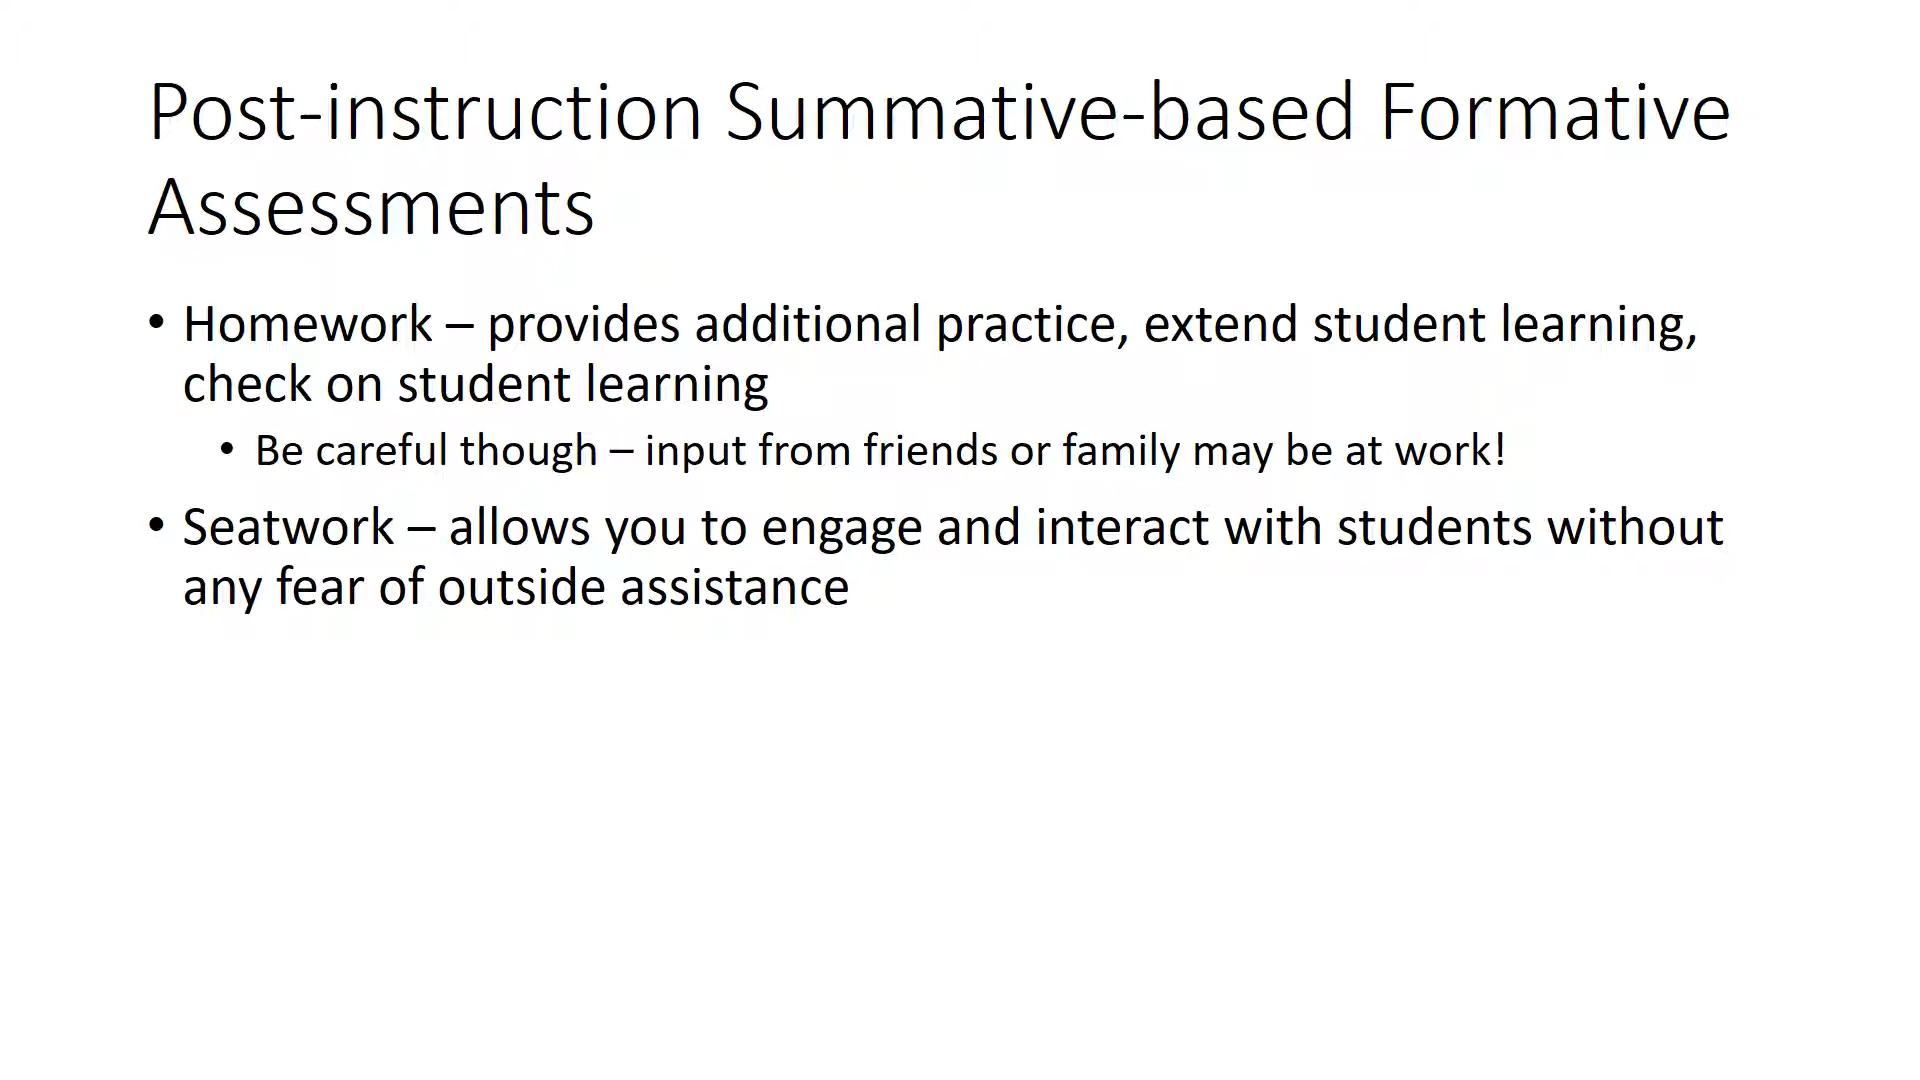 Post-instruction Summative-based Formative
Assessments
• Homework – provides additional practice, extend student learning,
check on student learning
• Be careful though – input from friends or family may be at work!
• Seatwork – allows you to engage and interact with students without
any fear of outside assistance